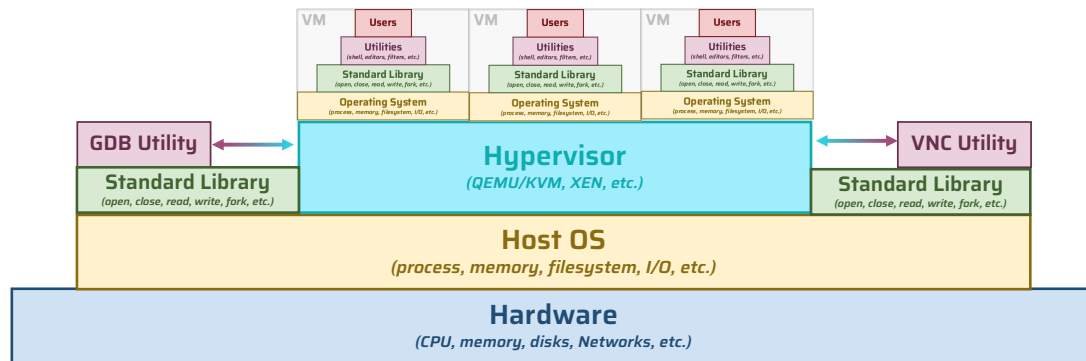 VM
Users
Utilities
(shell, editors, filters, etc.)
Standard Library
(open, close, read, write, fork, etc.)
Operating System
(process, memory, filesystem, I/O, etc.)
VM
Users
Utilities
(shell, editors, filters, etc.)
Standard Library
(open, close, read, write, fork, etc.)
Operating System
(process, memory, filesystem, I/O, etc.)
VM
Users
Utilities
(shell, editors, filters, etc.)
Standard Library
(open, close, read, write, fork, etc.)
Operating System
(process, memory, filesystem, I/O, etc.)
GDB Utility
Standard Library
(open, close, read, write, fork, etc.)
Hypervisor
(QEMU/KVM, XEN, etc.)
VNC Utility
Standard Library
(open, close, read, write, fork, etc.)
Host OS
(process, memory, filesystem, I/O, etc.)
Hardware
(CPU, memory, disks, Networks, etc.)